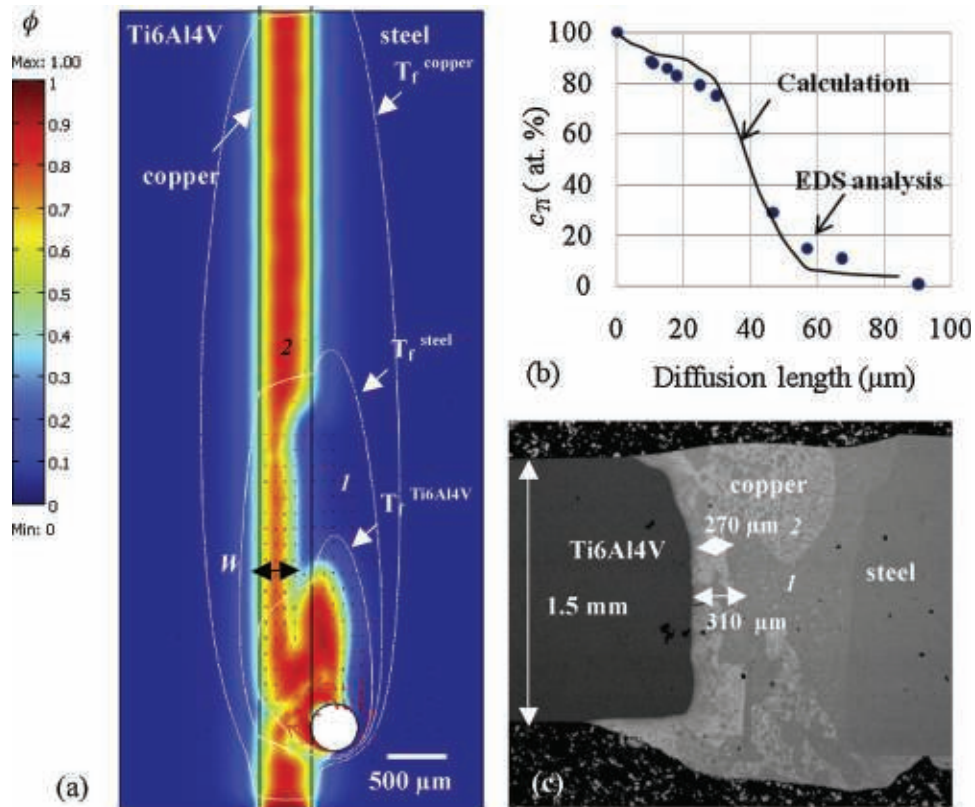 ϕ
Max: 1.00
1
0.9
0.8
0.7
0.6
0.5
0.4
0.3
0.2
0.1
0
Min: 0
Ti6Al4V
steel
T_f copper
copper
2
T_f steel
1
T_f Ti6Al4V
W
500 µm
(a)
100
80
60
40
20
0
c_Ti ( at. %)
Calculation
EDS analysis
0 20 40 60 80 100
Diffusion length (µm)
(b)
copper
270 µm
2
Ti6Al4V
steel
1
1.5 mm
310 µm
(c)